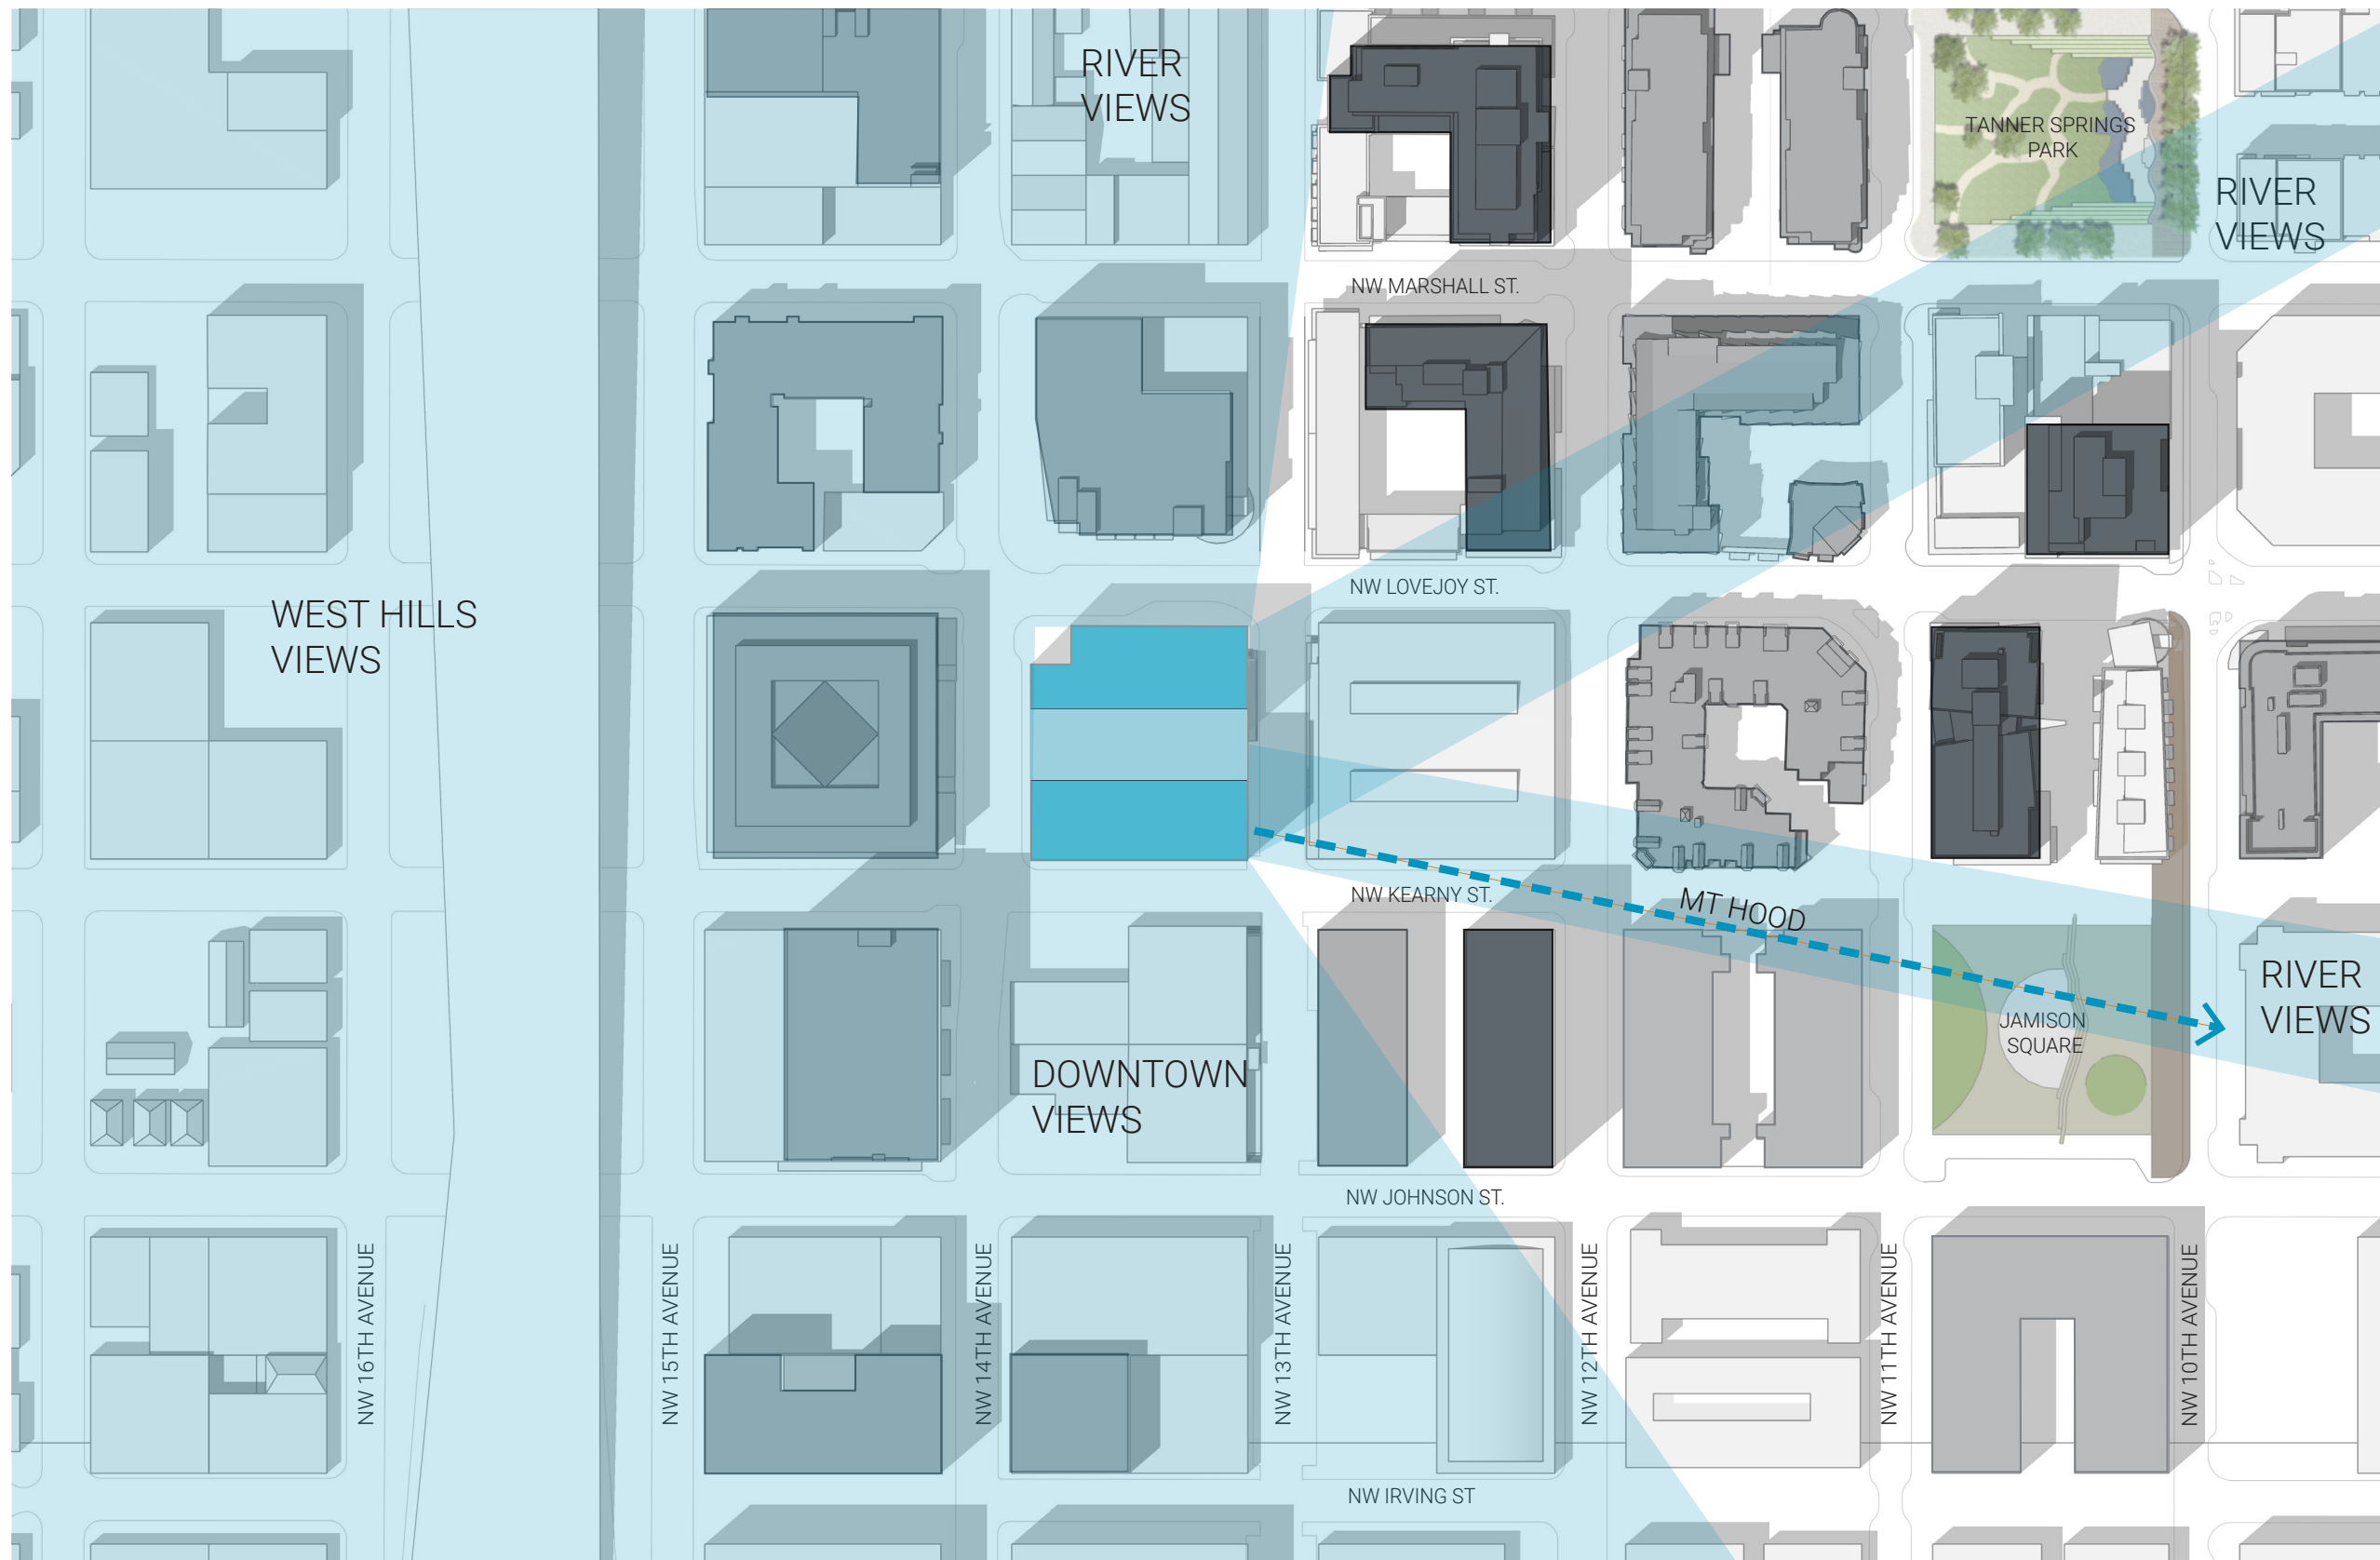 RIVER
VIEWS
TANNER SPRINGS
PARK
RIVER
VIEWS
NW MARSHALL ST.
NW LOVEJOY ST.
WEST HILLS
VIEWS
NW KEARNY ST.
MT HOOD
RIVER
VIEWS
JAMISON
SQUARE
DOWNTOWN
VIEWS
NW JOHNSON ST.
NW 16TH AVENUE
NW 15TH AVENUE
NW 14TH AVENUE
NW 13TH AVENUE
NW 12TH AVENUE
NW 11TH AVENUE
NW 10TH AVENUE
NW IRVING ST